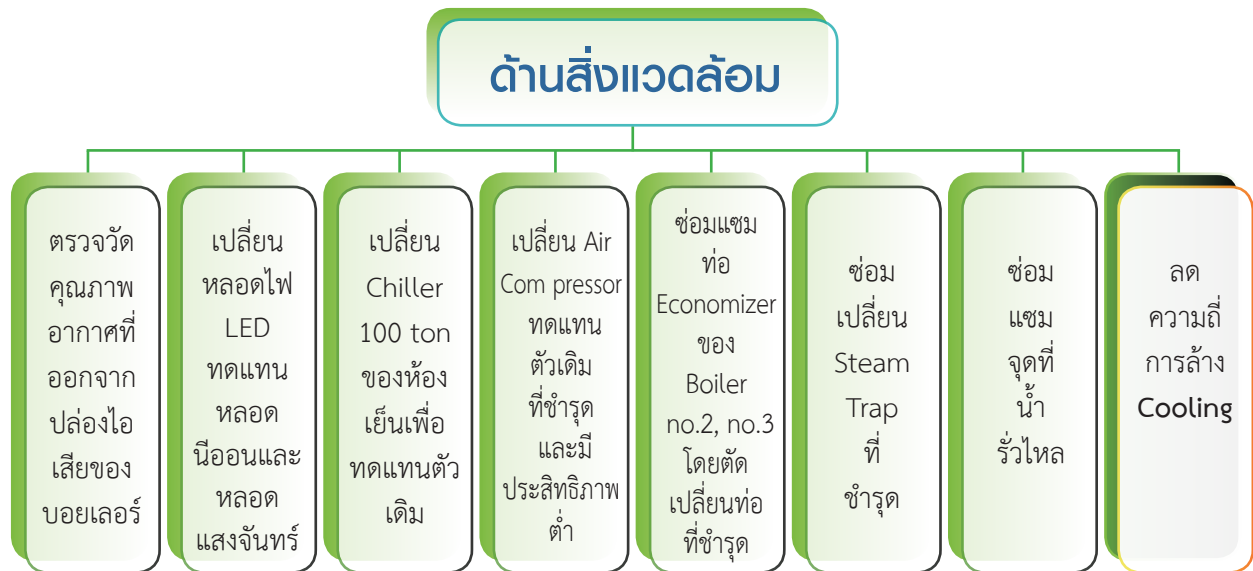 ด้านสิ่งแวดล้อม
ตรวจวัด
คุณภาพ
อากาศที่
ออกจาก
ปล่องไอ
เสียของ
บอยเลอร์
เปลี่ยน
หลอดไฟ
LED
ทดแทน
หลอด
นีออนและ
หลอด
แสงจันทร์
เปลี่ยน
Chiller
100 ton
ของห้อง
เย็นเพื่อ
ทดแทนตัว
เดิม
เปลี่ยน Air
Com pressor
ทดแทน
ตัวเดิม
ที่ชำรุด
และมี
ประสิทธิภาพ
ต่ำ
ซ่อมแซม
ท่อ
Economizer
ของ
Boiler
no.2, no.3
โดยตัด
เปลี่ยนท่อ
ที่ชำรุด
ซ่อม
เปลี่ยน
Steam
Trap
ที่
ชำรุด
ซ่อม
แซม
จุดที่
น้ำ
รั่วไหล
ลด
ความถี่
การล้าง
Cooling